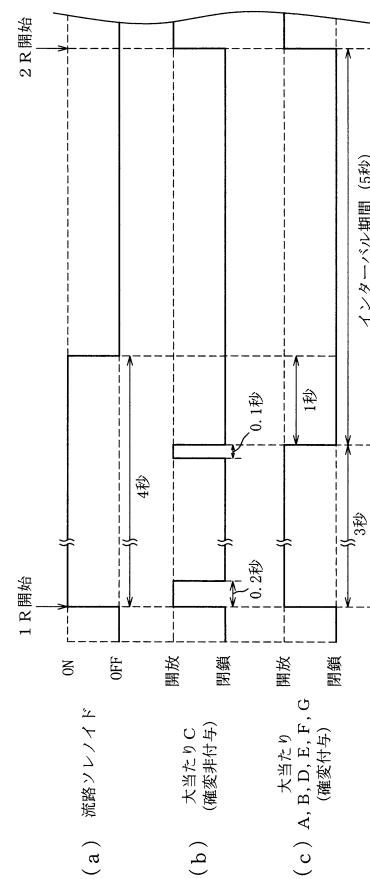 1R開始
2R開始
(a) 流路ソレノイド
ON
OFF
4秒
(b) 大当たりC
(確変非付与)
開放
閉鎖
0.2秒
0.1秒
(c) 大当たり
A, B, D, E, F, G
(確変付与)
開放
閉鎖
3秒
1秒
インターバル期間 (5秒)